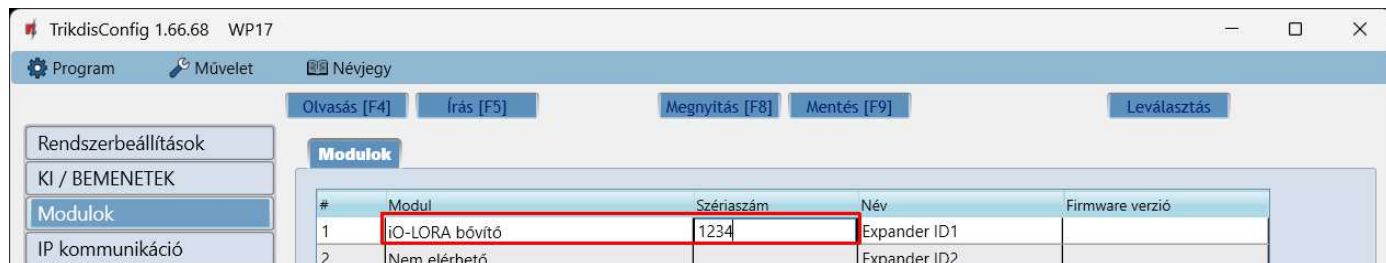 TrikdisConfig 1.66.68 WP17
Program Művelet Névjegy
Olvasás [F4] Írás [F5] Megnyitás [F8] Mentés [F9] Leválasztás
Rendszerbeállítások
Modulok
KI / BEMENETEK
# Modul Szériaszám Név Firmware verzió
Modulok
1 iO-LORA bővítő 1234 Expander ID1
IP kommunikáció
2 Nem elérhető Expander ID2